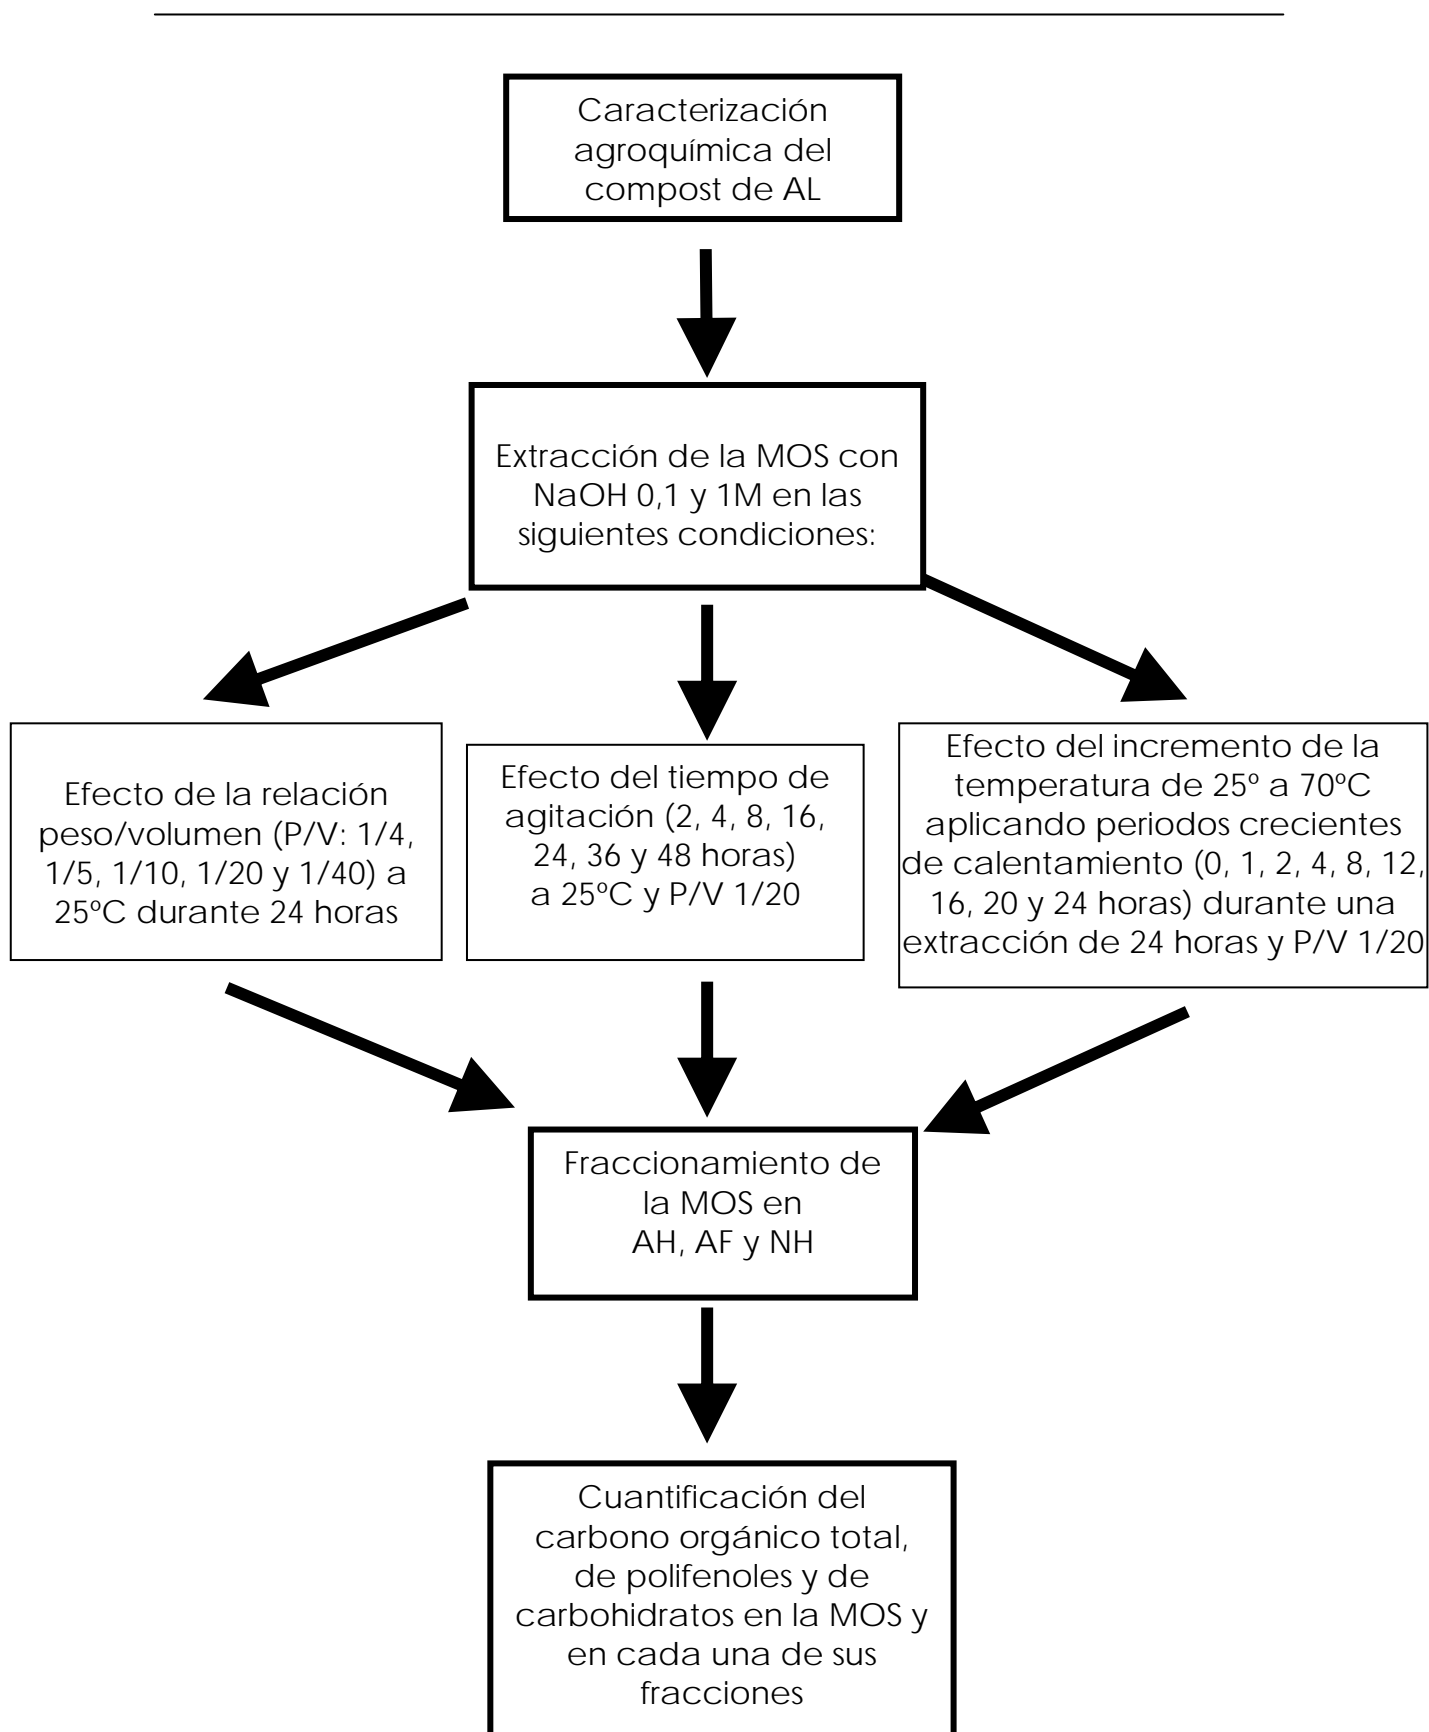 Caracterización
agroquímica del
compost de AL
Extracción de la MOS con
NaOH 0,1 y 1M en las
siguientes condiciones:
Efecto de la relación
peso/volumen (P/V: 1/4,
1/5, 1/10, 1/20 y 1/40) a
25ºC durante 24 horas
Efecto del tiempo de
agitación (2, 4, 8, 16,
24, 36 y 48 horas)
a 25ºC y P/V 1/20
Efecto del incremento de la
temperatura de 25º a 70ºC
aplicando periodos crecientes
de calentamiento (0, 1, 2, 4, 8, 12,
16, 20 y 24 horas) durante una
extracción de 24 horas y P/V 1/20
Fraccionamiento de
la MOS en
AH, AF y NH
Cuantificación del
carbono orgánico total,
de polifenoles y de
carbohidratos en la MOS y
en cada una de sus
fracciones